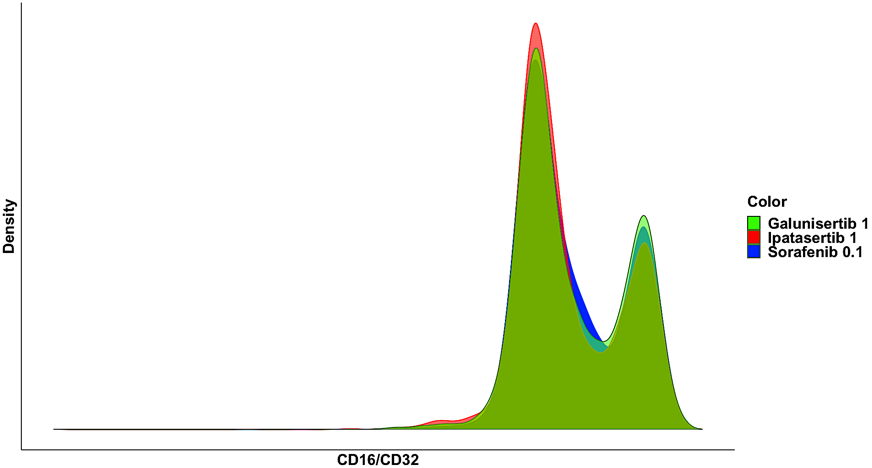 Density
CD16/CD32
Color
Galunisertib 1
Ipatasertib 1
Sorafenib 0.1